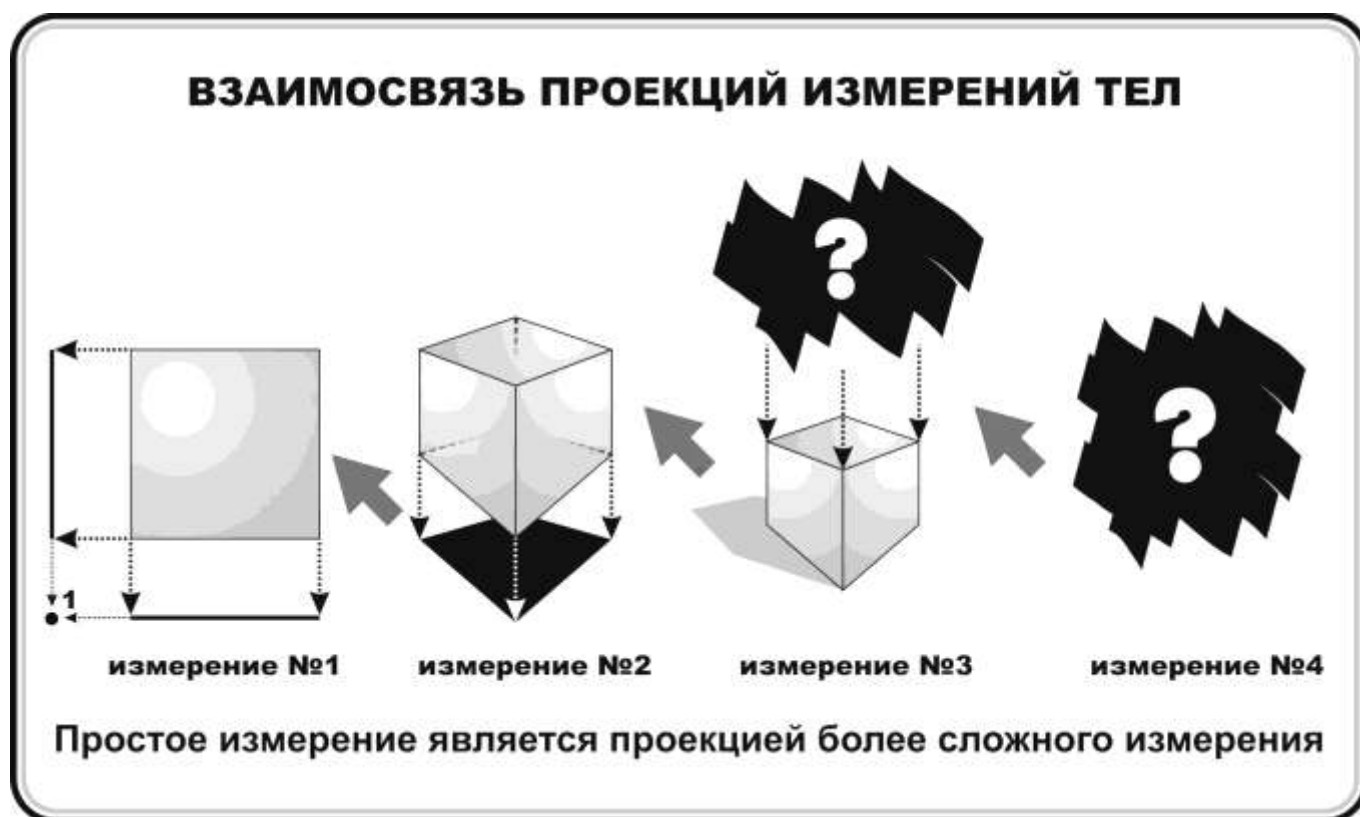 ВЗАИМОСВЯЗЬ ПРОЕКЦИЙ ИЗМЕРЕНИЙ ТЕЛ
?
?
1
измерение №1 измерение №2 измерение №3 измерение №4
Простое измерение является проекцией более сложного измерения